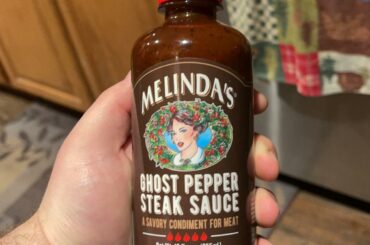 MELINDA'S
GHOST PEPPER
STEAK SAUCE
A SAVORY CONDIMENT FOR MEAT